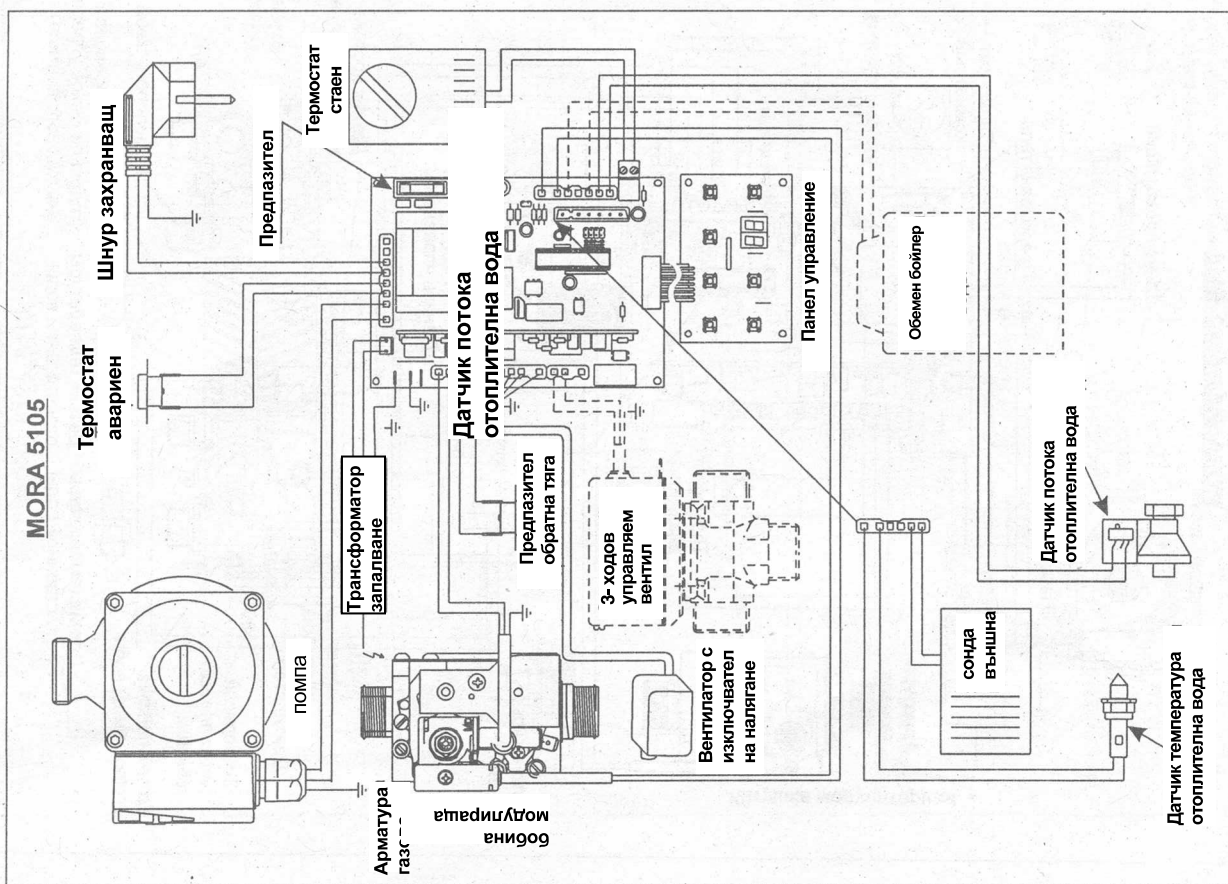 MORA 5105
Шнур захранващ
Предпазител
Термостат
стаен
Термостат
авариен
Датчик потока
отоплителна вода
Панел управление
Обемен бойлер
помпа
Трансформатор
запалване
Предпазител
обратна тяга
3- ходов
управляем
вентил
Арматура
бобина
модулираща
Вентилатор с
изключвател
на налягане
сонда
външна
Датчик потока
отоплителна вода
Датчик температура
отоплителна вода